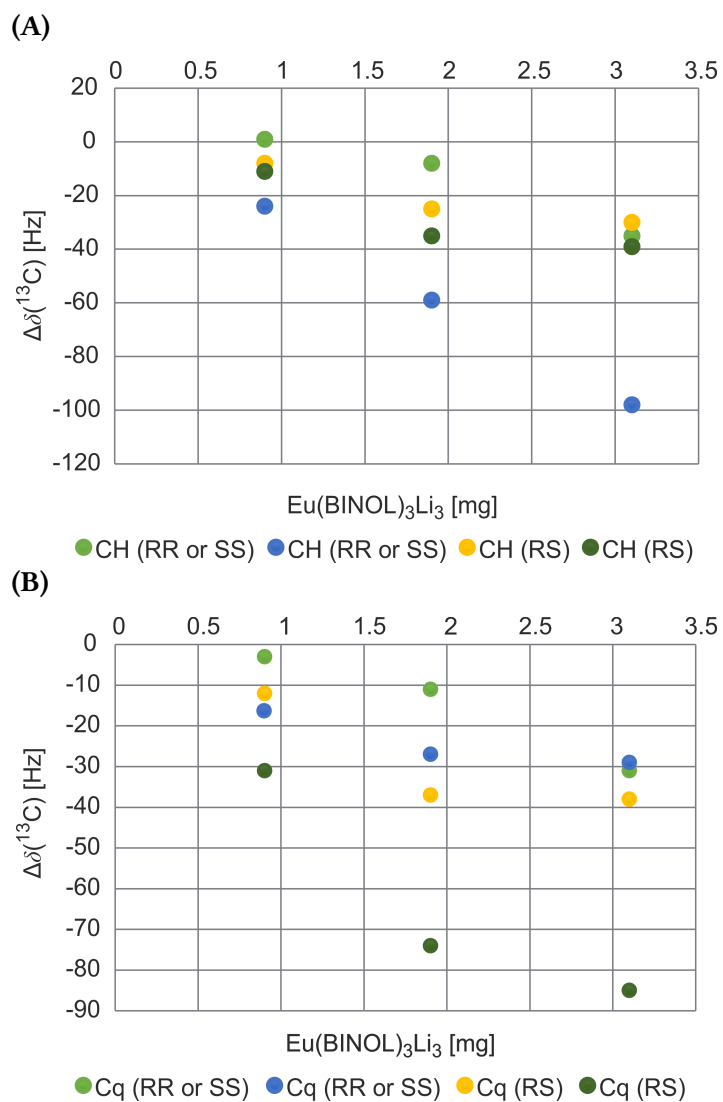 (A)
0 0.5 1 1.5 2 2.5 3 3.5
20
0
-20
-40
-60
-80
-100
-120
Δδ(¹³C) [Hz]
Eu(BINOL)₃Li₃ [mg]
CH (RR or SS) CH (RR or SS) CH (RS) CH (RS)
(B)
0 0.5 1 1.5 2 2.5 3 3.5
0
-10
-20
-30
-40
-50
-60
-70
-80
-90
Δδ(¹³C) [Hz]
Eu(BINOL)₃Li₃ [mg]
Cq (RR or SS) Cq (RR or SS) Cq (RS) Cq (RS)